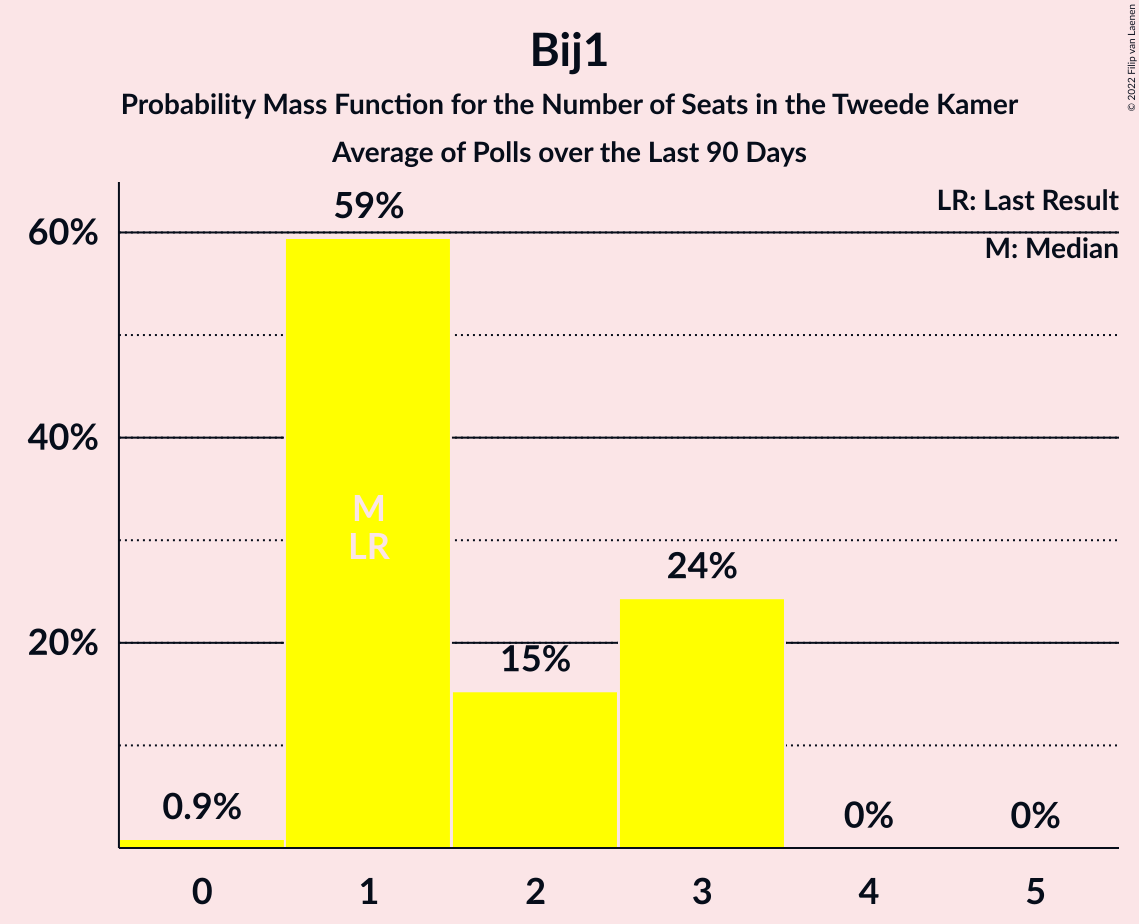 Bij1
Probability Mass Function for the Number of Seats in the Tweede Kamer
Average of Polls over the Last 90 Days
© 2022 Filip van Laenen
LR: Last Result
M: Median
60%
40%
20%
59%
M
LR
24%
15%
0.9%
0%
0%
0
1
2
3
4
5